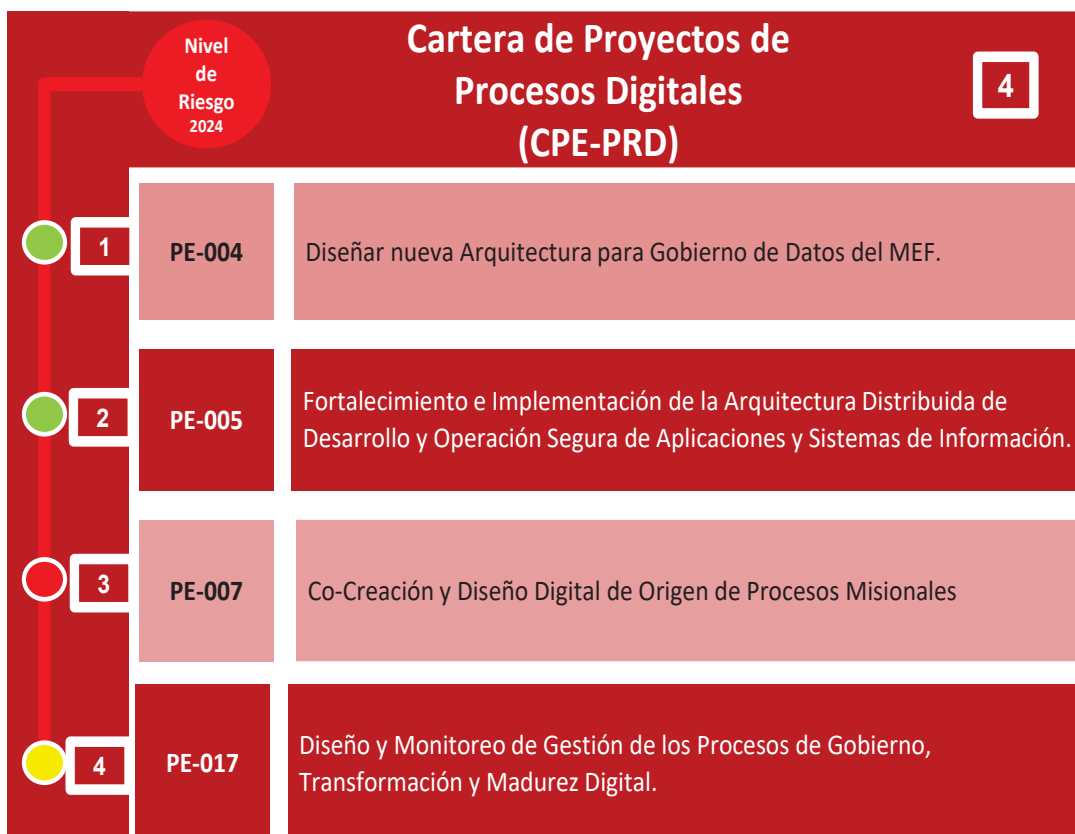 Nivel
de
Riesgo
2024
Cartera de Proyectos de
Procesos Digitales
(CPE-PRD)
4
1
PE-004
Diseñar nueva Arquitectura para Gobierno de Datos del MEF.
2
PE-005
Fortalecimiento e Implementación de la Arquitectura Distribuida de
Desarrollo y Operación Segura de Aplicaciones y Sistemas de Información.
3
PE-007
Co-Creación y Diseño Digital de Origen de Procesos Misionales
4
PE-017
Diseño y Monitoreo de Gestión de los Procesos de Gobierno,
Transformación y Madurez Digital.